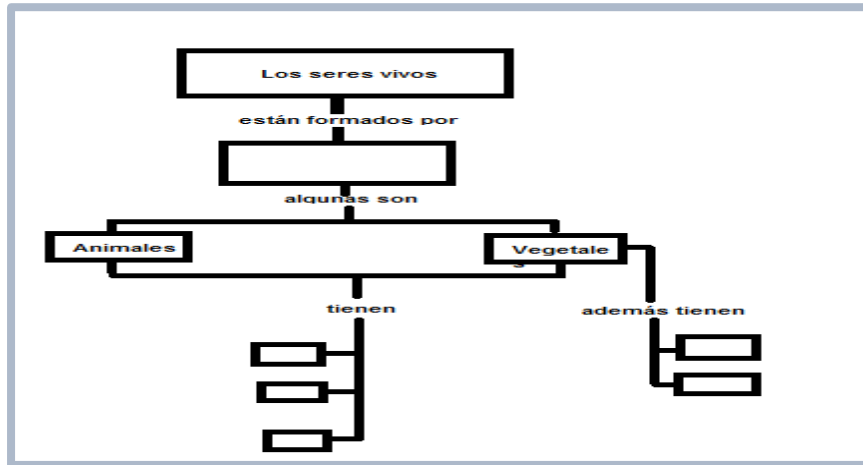 Los seres vivos
están formados por
algunas son
Animales
Vegetale
s
tienen
además tienen